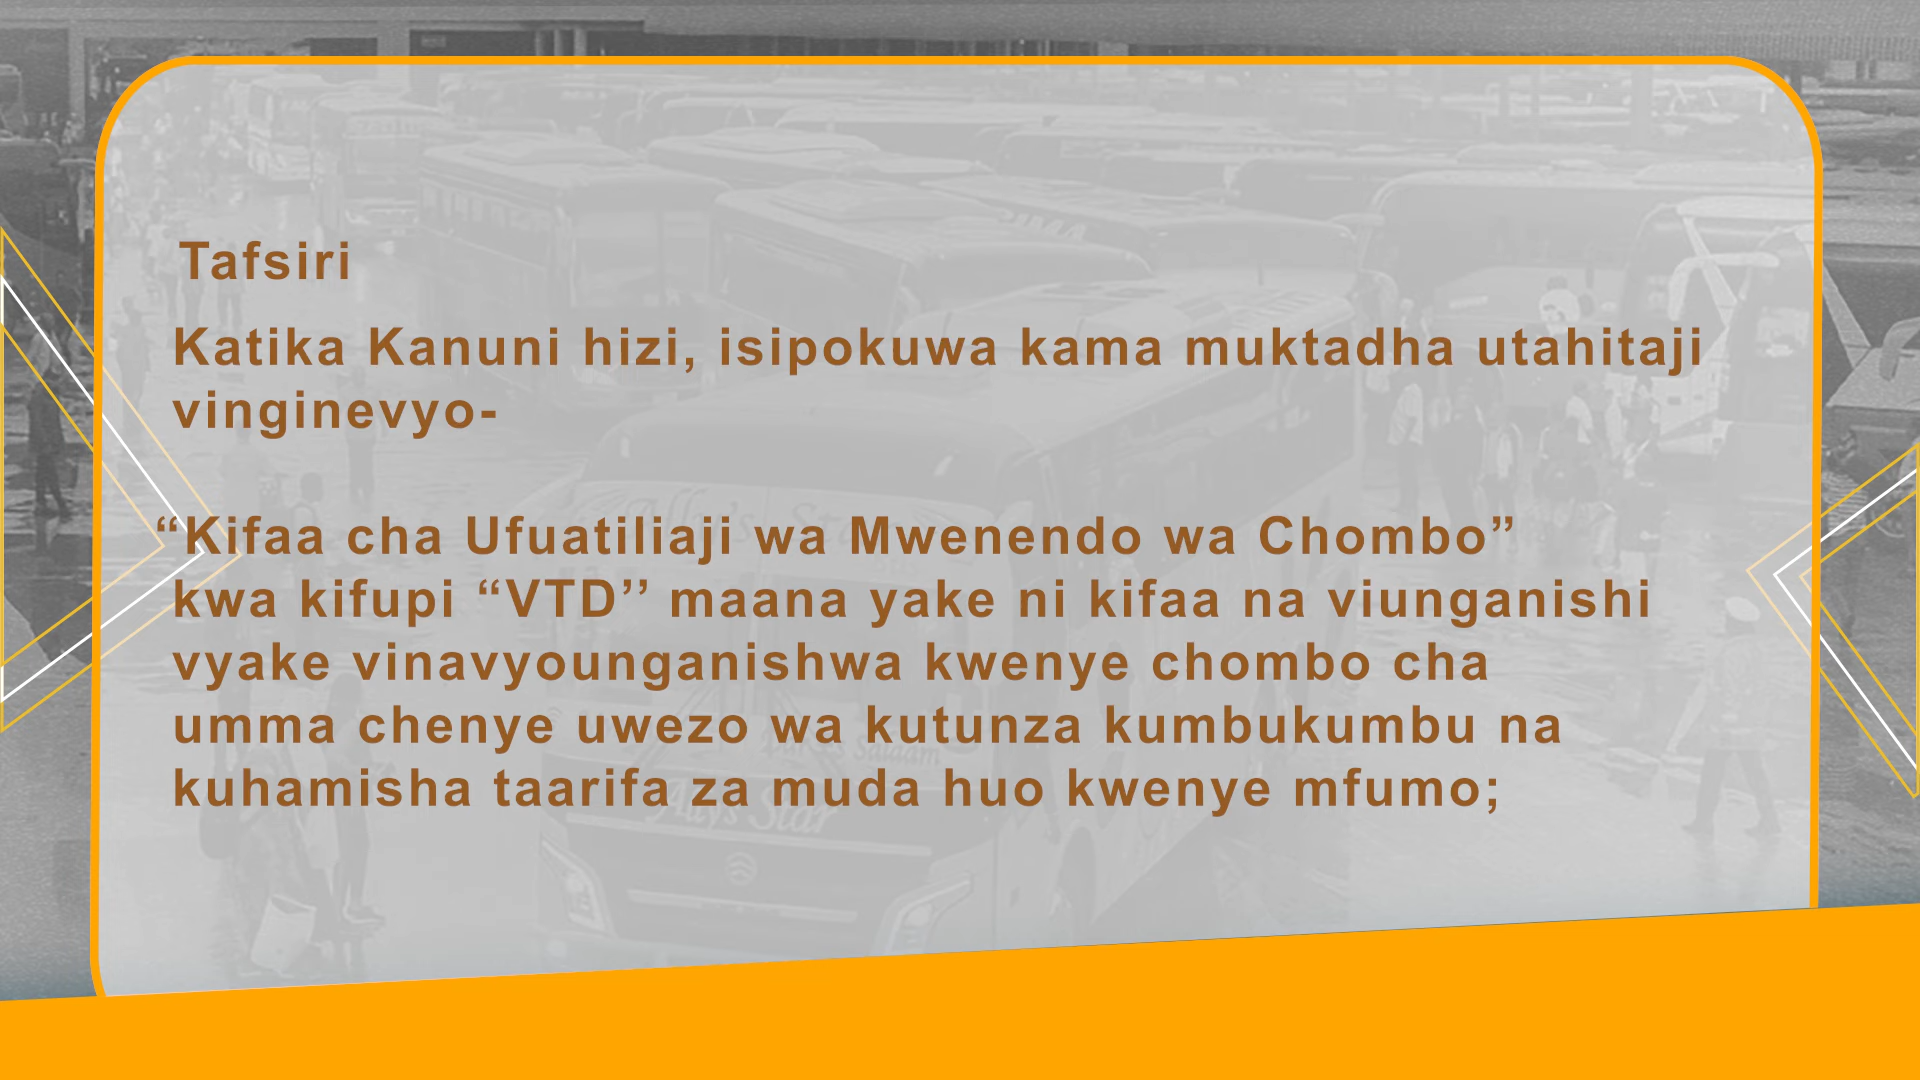 Tafsiri
Katika Kanuni hizi, isipokuwa kama muktadha utahitaji
vinginevyo-
“Kifaa cha Ufuatiliaji wa Mwenendo wa Chombo”
kwa kifupi “VTD’’ maana yake ni kifaa na viunganishi
vyake vinavyounganishwa kwenye chombo cha
umma chenye uwezo wa kutunza kumbukumbu na
kuhamisha taarifa za muda huo kwenye mfumo;
Ally's Star